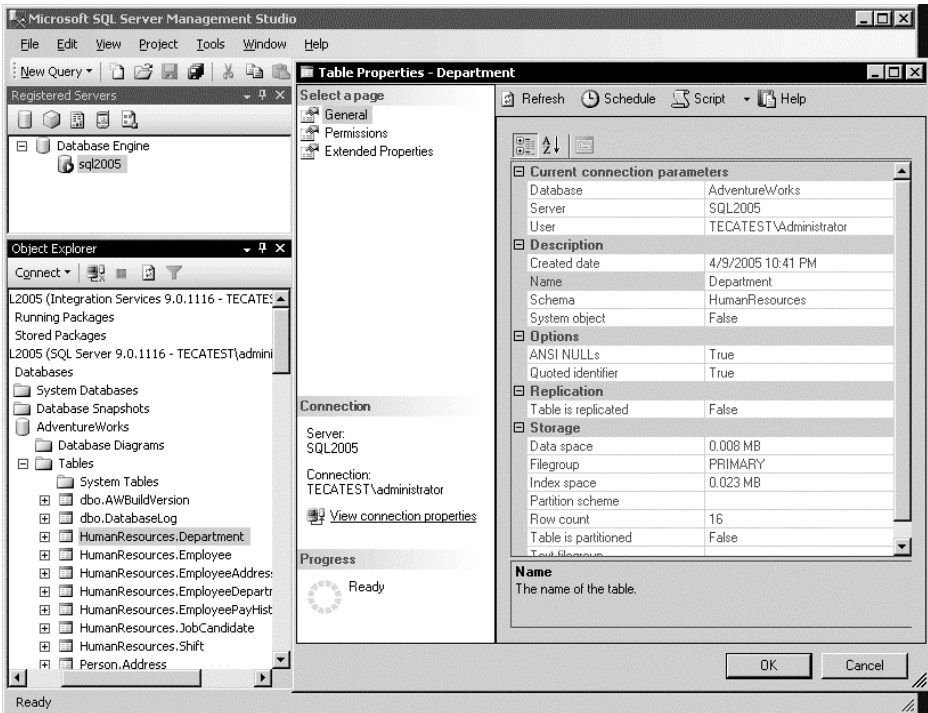 Microsoft SQL Server Management Studio
File Edit View Project Tools Window Help
New Query
Registered Servers
Database Engine
sql2005
Object Explorer
Connect
L2005 (Integration Services 9.0.1116 - TECATES
Running Packages
Stored Packages
L2005 (SQL Server 9.0.1116 - TECATEST\admini
Databases
System Databases
Database Snapshots
AdventureWorks
Database Diagrams
Tables
System Tables
dbo.AWBuildVersion
dbo.DatabaseLog
HumanResources.Department
HumanResources.Employee
HumanResources.EmployeeAddres
HumanResources.EmployeeDepartr
HumanResources.EmployeePayHist
HumanResources.JobCandidate
HumanResources.Shift
Person.Address
Ready
Table Properties - Department
Select a page
General
Permissions
Extended Properties
Connection
Server:
SQL2005
Connection:
TECATEST\administrator
View connection properties
Progress
Ready
Refresh Schedule Script Help
Current connection parameters
Database AdventureWorks
Server SQL2005
User TECATEST\Administrator
Description
Created date 4/9/2005 10:41 PM
Name Department
Schema HumanResources
System object False
Options
ANSI NULLs True
Quoted identifier True
Replication
Table is replicated False
Storage
Data space 0.008 MB
Filegroup PRIMARY
Index space 0.023 MB
Partition scheme
Row count 16
Table is partitioned False
Text filegroup
Name
The name of the table.
OK Cancel